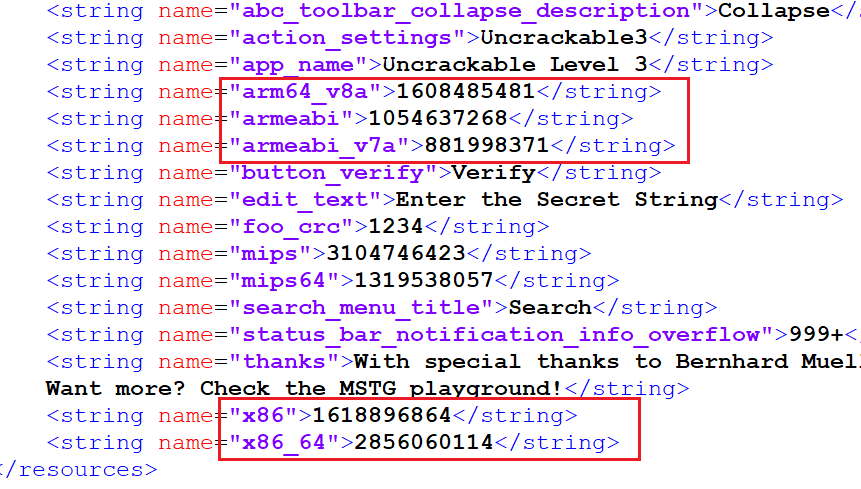 <string name="abc_toolbar_collapse_description">Collapse</
<string name="action_settings">Uncrackable3</string>
<string name="app_name">Uncrackable Level 3</string>
<string name="arm64_v8a">1608485481</string>
<string name="armeabi">1054637268</string>
<string name="armeabi_v7a">881998371</string>
<string name="button_verify">Verify</string>
<string name="edit_text">Enter the Secret String</string>
<string name="foo_crc">1234</string>
<string name="mips">3104746423</string>
<string name="mips64">1319538057</string>
<string name="search_menu_title">Search</string>
<string name="status_bar_notification_info_overflow">999+<
<string name="thanks">With special thanks to Bernhard Muel
Want more? Check the MSTG playground!</string>
<string name="x86">1618896864</string>
<string name="x86_64">2856060114</string>
</resources>